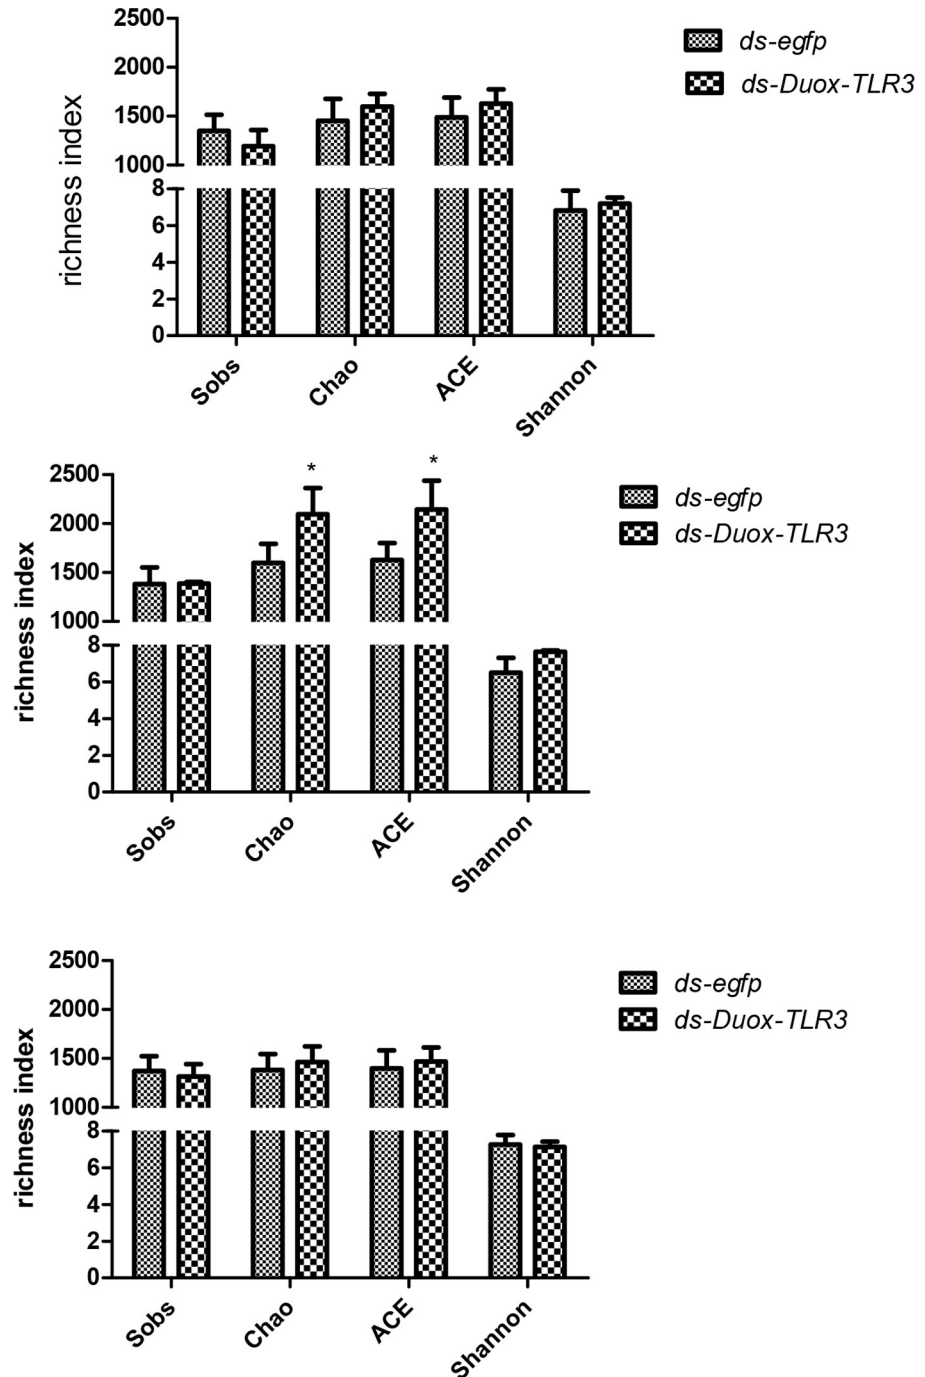 2500
2000
1500
1000
8
6
4
2
0
richness index
Sobs
Chao
ACE
Shannon
ds-egfp
ds-Duox-TLR3
2500
2000
1500
1000
8
6
4
2
0
richness index
*
*
Sobs
Chao
ACE
Shannon
ds-egfp
ds-Duox-TLR3
2500
2000
1500
1000
8
6
4
2
0
richness index
Sobs
Chao
ACE
Shannon
ds-egfp
ds-Duox-TLR3